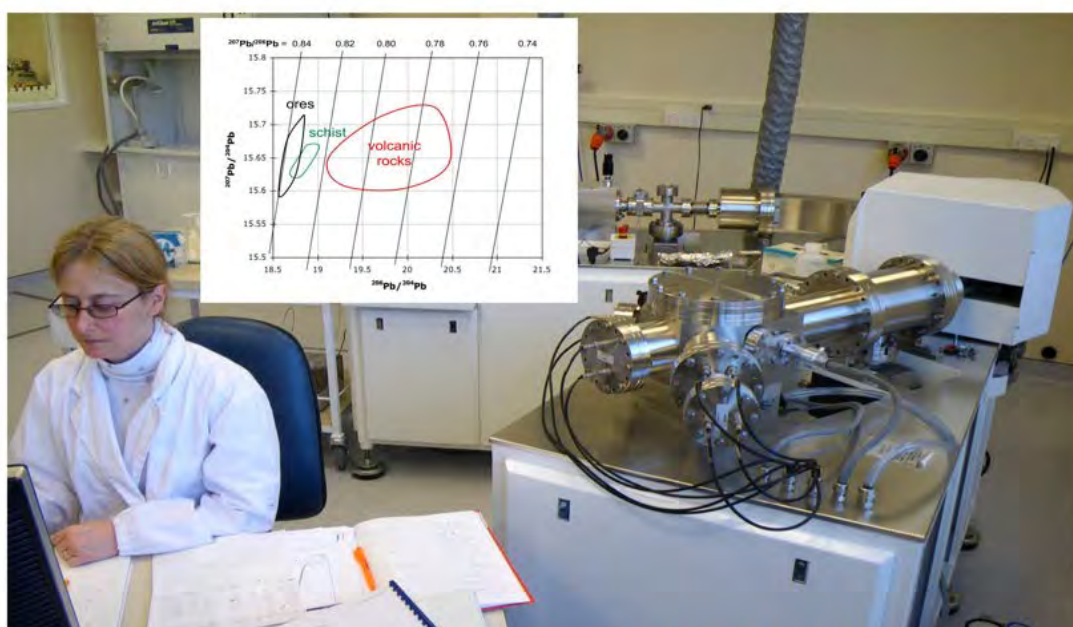 ²⁰⁷Pb/²⁰⁶Pb = 0.84 0.82 0.80 0.78 0.76 0.74
15.8
15.75
15.7
15.65
15.6
15.55
15.5
²⁰⁷Pb/²⁰⁴Pb
ores
schist
volcanic
rocks
18.5 19 19.5 20 20.5 21 21.5
²⁰⁶Pb/²⁰⁴Pb